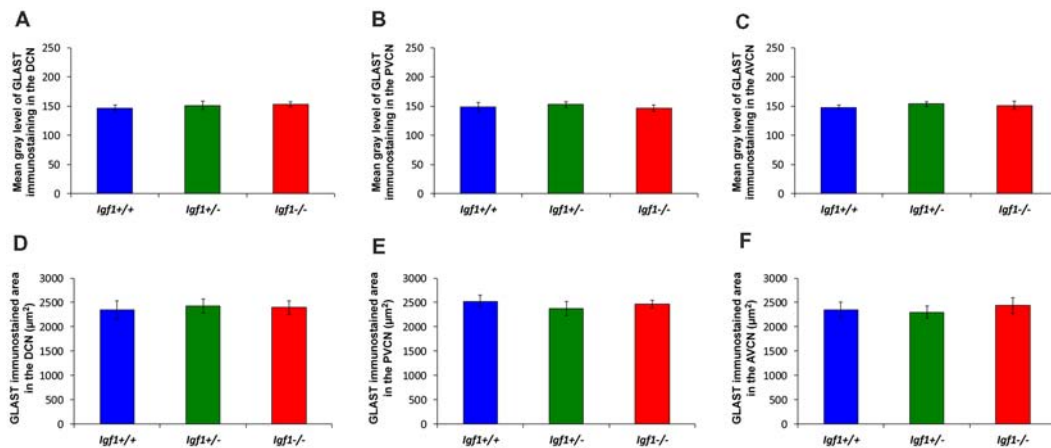 A
Mean gray level of GLAST
immunostaining in the DCN
250
200
150
100
50
0
Igf1+/+ Igf1+/- Igf1-/-
B
Mean gray level of GLAST
immunostaining in the PVCN
250
200
150
100
50
0
Igf1+/+ Igf1+/- Igf1-/-
C
Mean gray level of GLAST
immunostaining in the AVCN
250
200
150
100
50
0
Igf1+/+ Igf1+/- Igf1-/-
D
GLAST immunostained area
in the DCN (µm²)
3000
2500
2000
1500
1000
500
0
Igf1+/+ Igf1+/- Igf1-/-
E
GLAST immunostained area
in the PVCN (µm²)
3000
2500
2000
1500
1000
500
0
Igf1+/+ Igf1+/- Igf1-/-
F
GLAST immunostained area
in the AVCN (µm²)
3000
2500
2000
1500
1000
500
0
Igf1+/+ Igf1+/- Igf1-/-